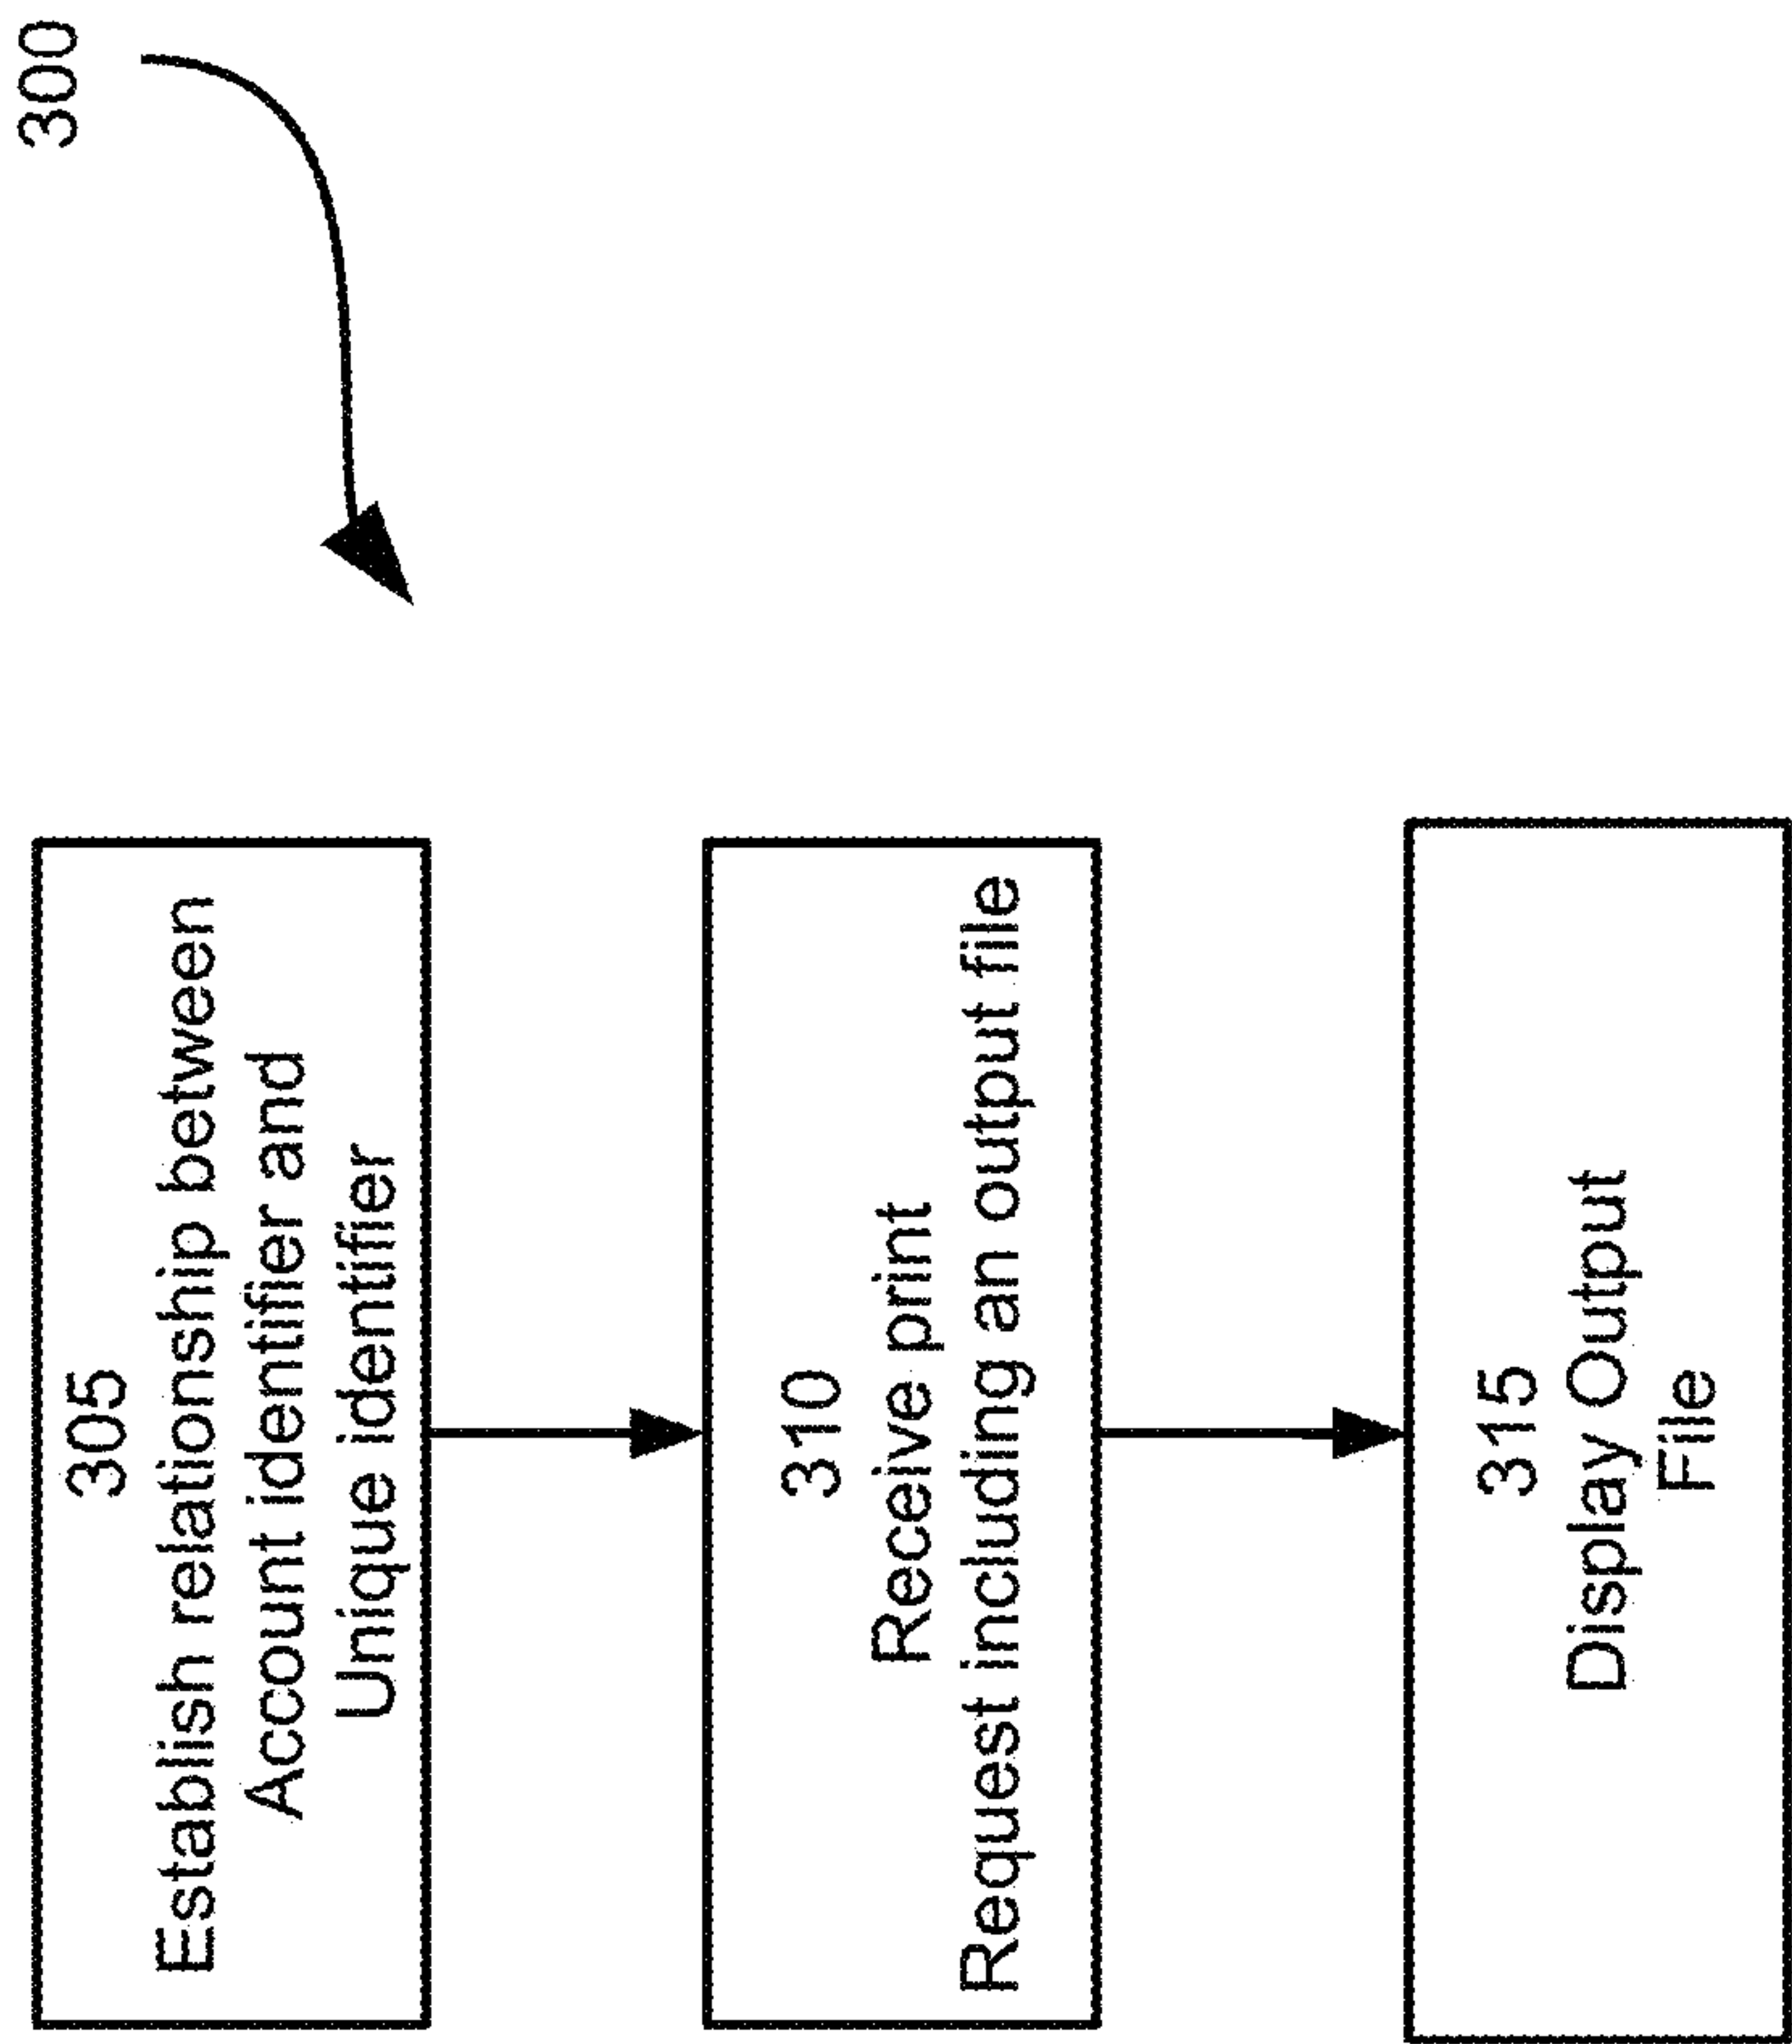 300
305
Establish relationship between
Account identifier and
Unique identifier
310
Receive print
Request including an output file
315
Display Output
File